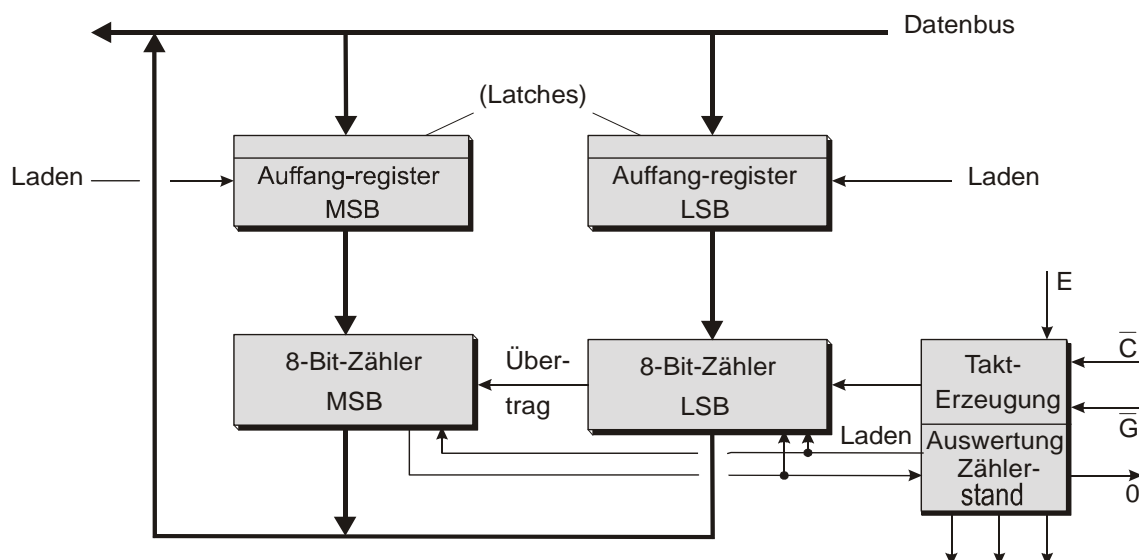 Datenbus
(Latches)
Laden
Auffang-register
MSB
Auffang-register
LSB
Laden
E
8-Bit-Zähler
MSB
Über-
trag
8-Bit-Zähler
LSB
Takt-
Erzeugung
C̅
G̅
Laden
Auswertung
Zähler-
stand
0